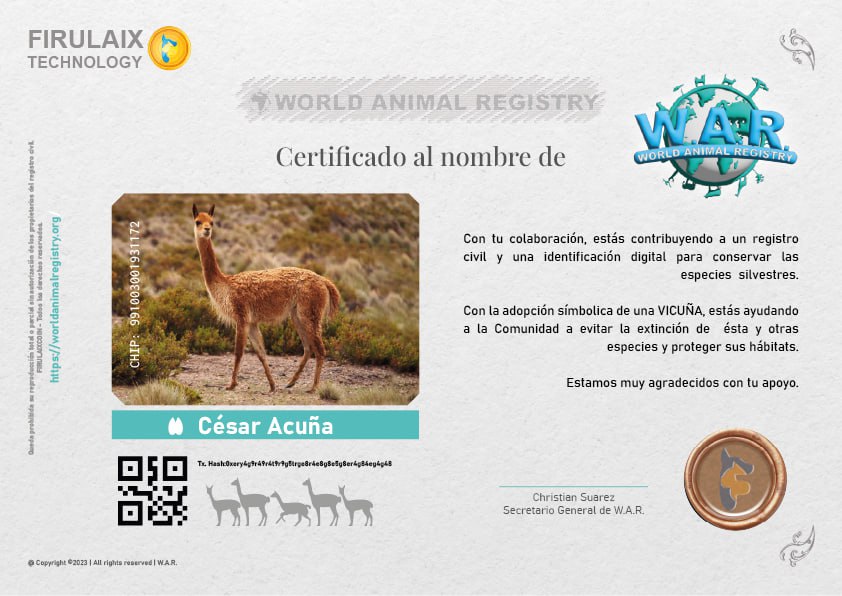 FIRULAIX
TECHNOLOGY
WORLD ANIMAL REGISTRY
W.A.R.
WORLD ANIMAL REGISTRY
Certificado al nombre de
Queda prohibida su reproducción total o parcial sin autorización de los propietarios del registro civil.
FIRULAIXCOIN - Todos los derechos reservados.
https://worldanimalregistry.org
CHIP: 991003001931172
Con tu colaboración, estás contribuyendo a un registro
civil y una identificación digital para conservar las
especies silvestres.
Con la adopción símbolica de una VICUÑA, estás ayudando
a la Comunidad a evitar la extinción de ésta y otras
especies y proteger sus hábitats.
Estamos muy agradecidos con tu apoyo.
César Acuña
Tx. Hash:
Christian Suarez
Secretario General de W.A.R.
@ Copyright ©2023 | All rights reserved | W.A.R.